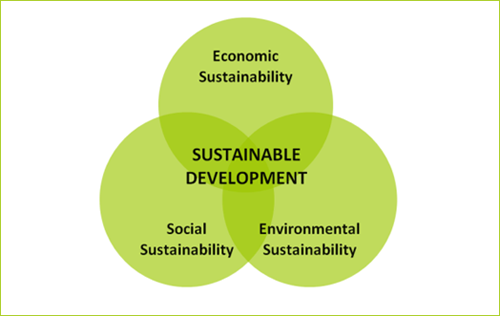 Economic
Sustainability
SUSTAINABLE
DEVELOPMENT
Social
Sustainability
Environmental
Sustainability